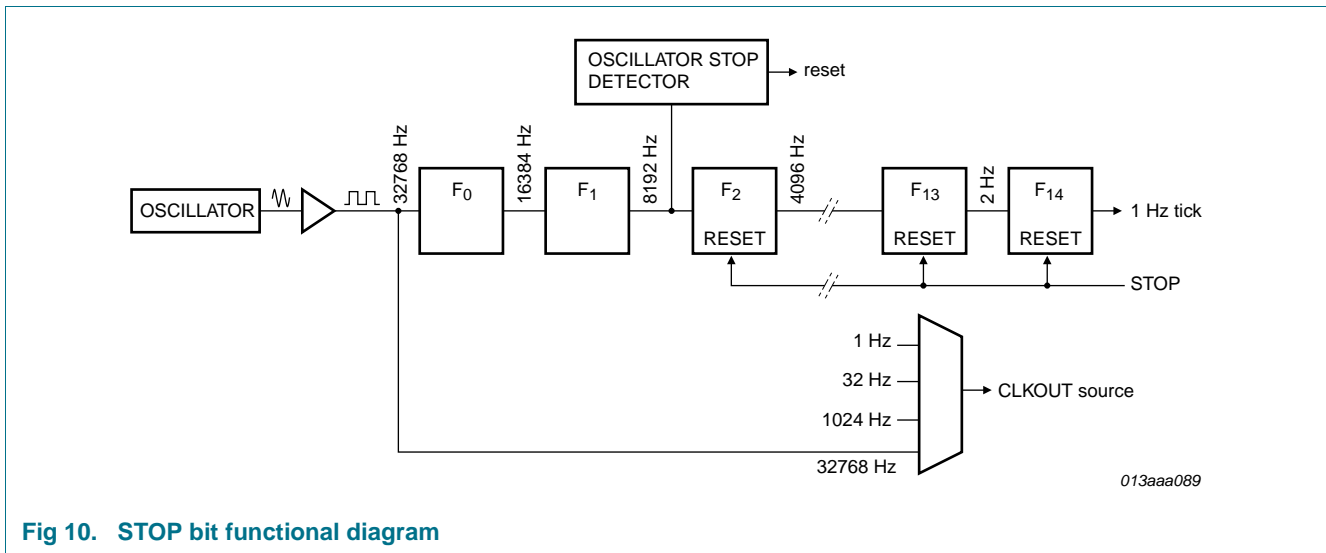 OSCILLATOR STOP
DETECTOR
reset
32768 Hz
16384 Hz
8192 Hz
4096 Hz
2 Hz
OSCILLATOR
F0
F1
F2
RESET
F13
RESET
F14
RESET
1 Hz tick
STOP
1 Hz
32 Hz
1024 Hz
32768 Hz
CLKOUT source
013aaa089
Fig 10. STOP bit functional diagram